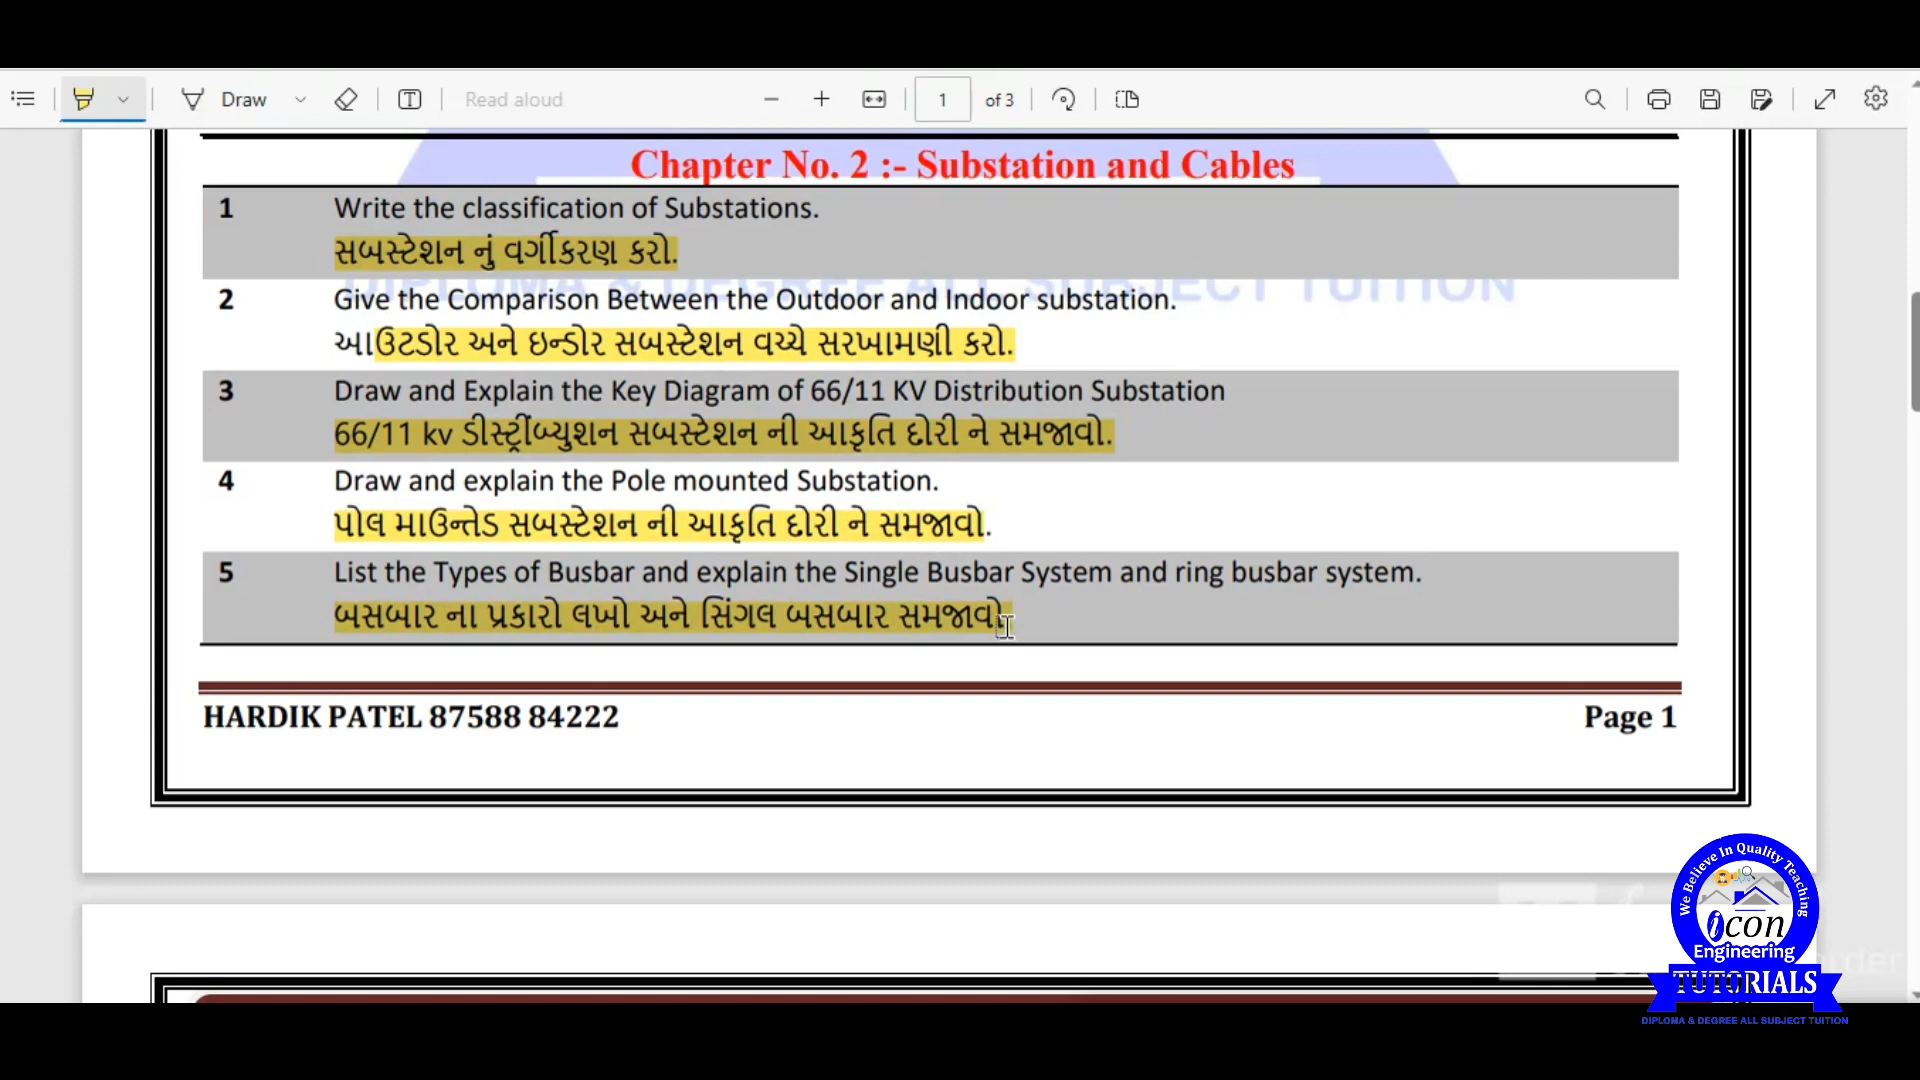 Draw
Read aloud
1
of 3
Chapter No. 2 :- Substation and Cables
1 Write the classification of Substations.
સબસ્ટેશન નું વર્ગીકરણ કરો.
DIPLOMA & DEGREE ALL SUBJECT TUITION
2 Give the Comparison Between the Outdoor and Indoor substation.
આઉટડોર અને ઇન્ડોર સબસ્ટેશન વચ્ચે સરખામણી કરો.
3 Draw and Explain the Key Diagram of 66/11 KV Distribution Substation
66/11 kv ડીસ્ટ્રીંબ્યુશન સબસ્ટેશન ની આકૃતિ દોરી ને સમજાવો.
4 Draw and explain the Pole mounted Substation.
પોલ માઉન્તેડ સબસ્ટેશન ની આકૃતિ દોરી ને સમજાવો.
5 List the Types of Busbar and explain the Single Busbar System and ring busbar system.
બસબાર ના પ્રકારો લખો અને સિંગલ બસબાર સમજાવો
HARDIK PATEL 87588 84222
Page 1
We Believe In Quality Teaching
icon
Engineering
TUTORIALS
DIPLOMA & DEGREE ALL SUBJECT TUITION